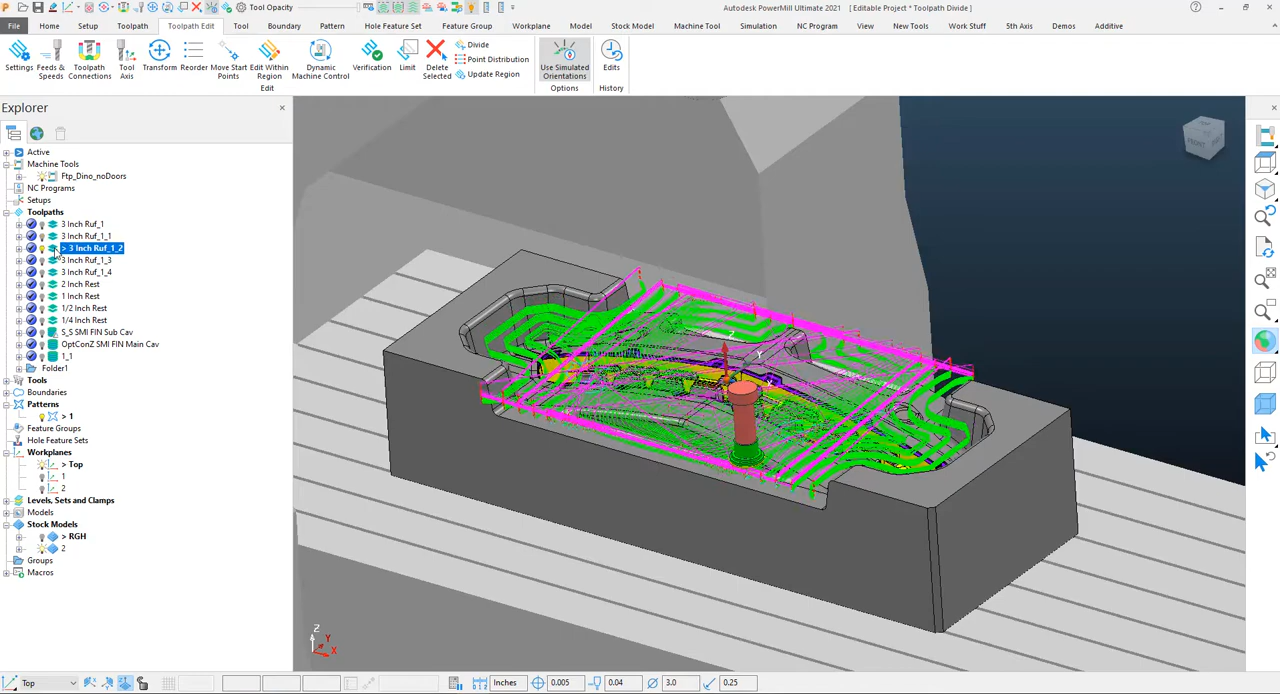 Tool Opacity
Autodesk PowerMill Ultimate 2021 [ Editable Project * Toolpath Divide ]
File Home Toolpath Toolpath Edit Tool Boundary Pattern Hole Feature Set Feature Group Workplane Model Stock Model Machine Tool Simulation NC Program View New Tools Work Stuff 5th Axis Demos Additive
Settings
Feeds & Speeds
Toolpath Connections
Tool Axis
Transform
Reorder
Move Start Points
Edit Within Region
Dynamic Machine Control
Verification
Limit
Delete Selected
Divide
Point Distribution
Update Region
Use Simulated Orientations
Edits
Edit
Options
History
Explorer
Active
Machine Tools
Ftp_Dino_noDoors
NC Programs
Setups
Toolpaths
3 Inch Ruf_1
3 Inch Ruf_1_1
> 3 Inch Ruf_1_2
3 Inch Ruf_1_3
3 Inch Ruf_1_4
2 Inch Rest
1 Inch Rest
1/2 Inch Rest
1/4 Inch Rest
S_S SMI FIN Sub Cav
OptConZ SMI FIN Main Cav
1_1
Folder1
Tools
Boundaries
Patterns
> 1
Feature Groups
Hole Feature Sets
Workplanes
> Top
1
2
Levels, Sets and Clamps
Models
Stock Models
> RGH
2
Groups
Macros
Z
Y
Z
Y
X
Top
Inches
0.005
0.04
3.0
0.25